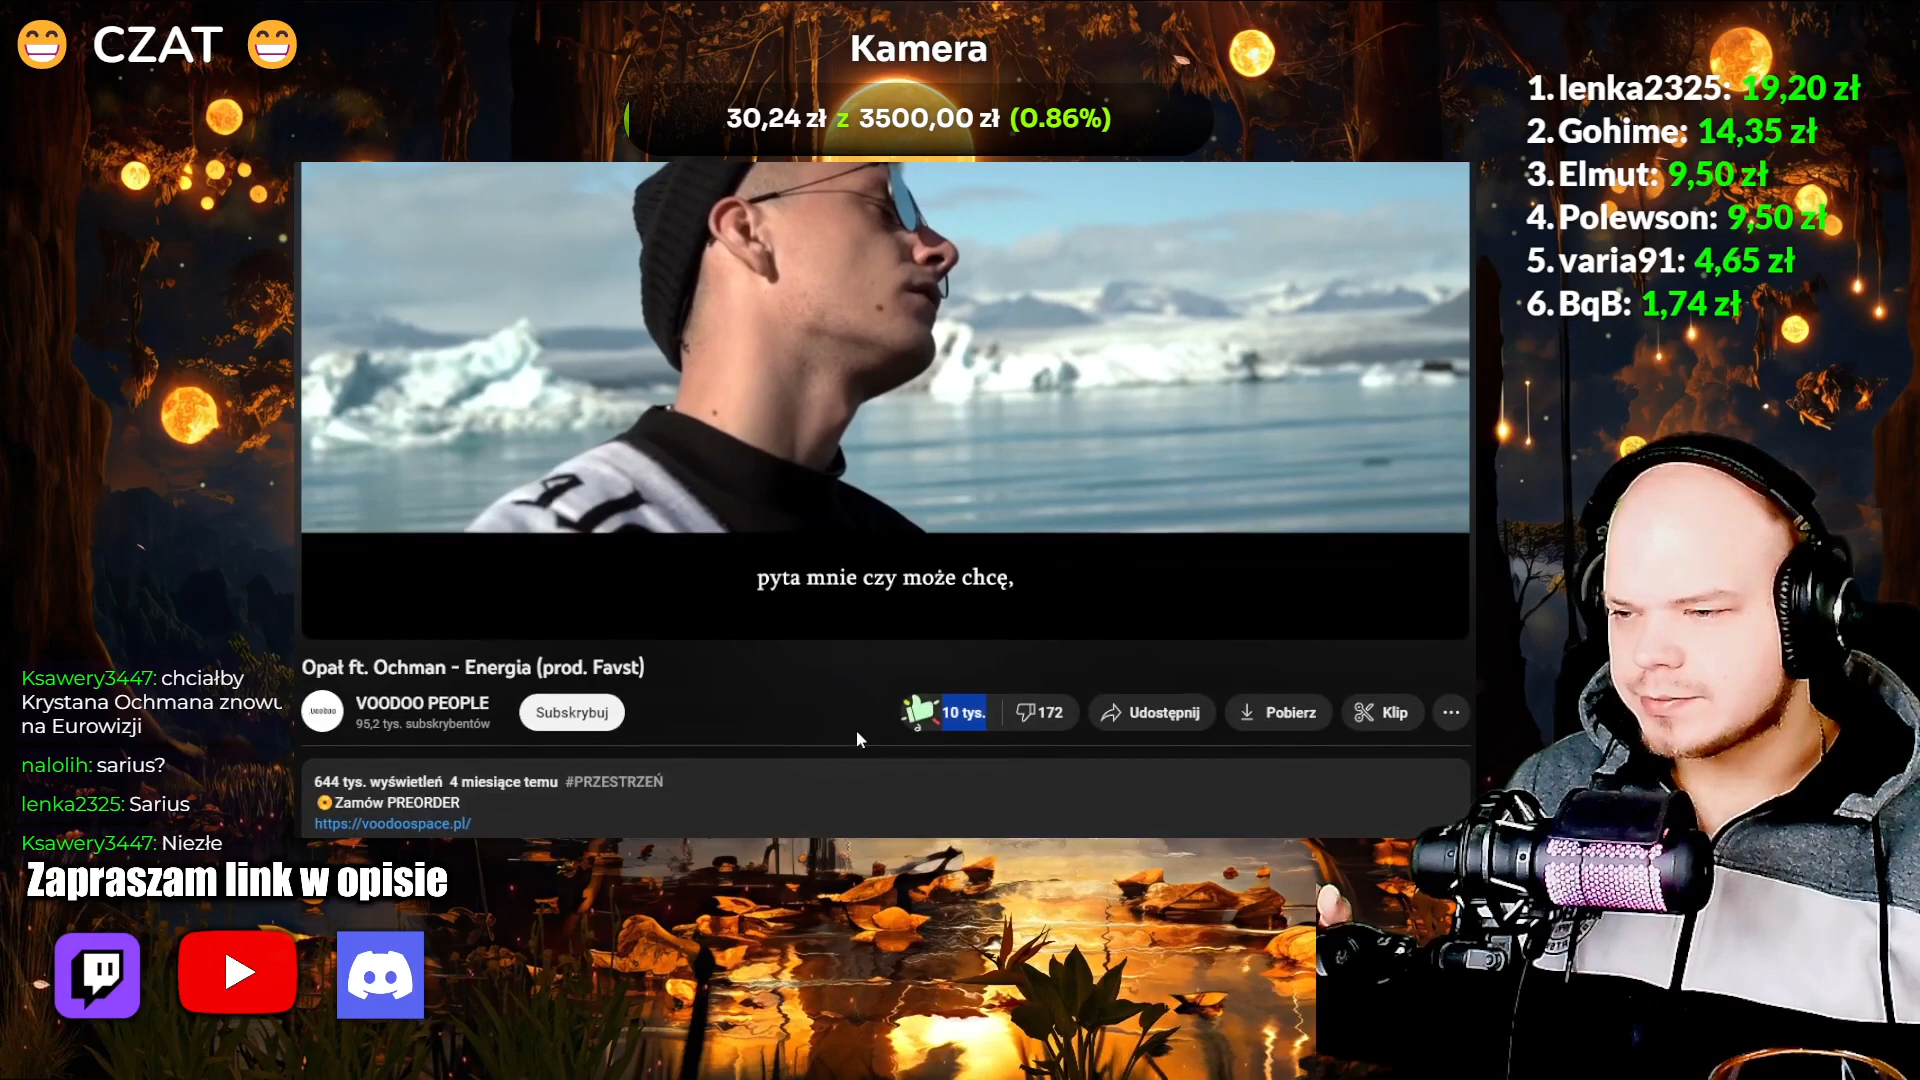 😁 CZAT 😁
Kamera
30,24 zł z 3500,00 zł (0.86%)
1. lenka2325: 19,20 zł
2. Gohime: 14,35 zł
3. Elmut: 9,50 zł
4. Polewson: 9,50 zł
5. varia91: 4,65 zł
6. BqB: 1,74 zł
pyta mnie czy może chcę,
Opał ft. Ochman - Energia (prod. Favst)
VOODOO
VOODOO PEOPLE
95,2 tys. subskrybentów
Subskrybuj
10 tys.
172
Udostępnij
Pobierz
Klip
644 tys. wyświetleń 4 miesiące temu #PRZESTRZEŃ
Zamów PREORDER
https://voodoospace.pl/
Ksawery3447: chciałby
Krystana Ochmana znowu
na Eurowizji
nalolih: sarius?
lenka2325: Sarius
Ksawery3447: Niezłe
Zapraszam link w opisie